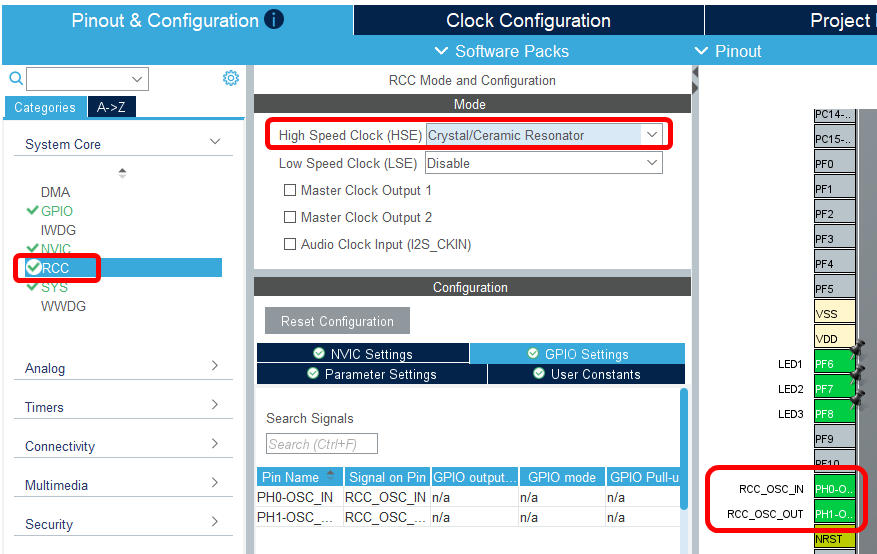 Pinout & Configuration
Clock Configuration
Project
Software Packs
Pinout
Categories
A->Z
System Core
DMA
GPIO
IWDG
NVIC
RCC
SYS
WWDG
Analog
Timers
Connectivity
Multimedia
Security
RCC Mode and Configuration
Mode
High Speed Clock (HSE) Crystal/Ceramic Resonator
Low Speed Clock (LSE) Disable
Master Clock Output 1
Master Clock Output 2
Audio Clock Input (I2S_CKIN)
Configuration
Reset Configuration
NVIC Settings
GPIO Settings
Parameter Settings
User Constants
Search Signals
Search (Ctrl+F)
Pin Name Signal on Pin GPIO output... GPIO mode GPIO Pull-u
PH0-OSC_IN RCC_OSC_IN n/a n/a n/a
PH1-OSC_... RCC_OSC_... n/a n/a n/a
PC14-..
PC15-..
PF0
PF1
PF2
PF3
PF4
PF5
VSS
VDD
LED1 PF6
LED2 PF7
LED3 PF8
PF9
PF10
RCC_OSC_IN PH0-O..
RCC_OSC_OUT PH1-O..
NRST